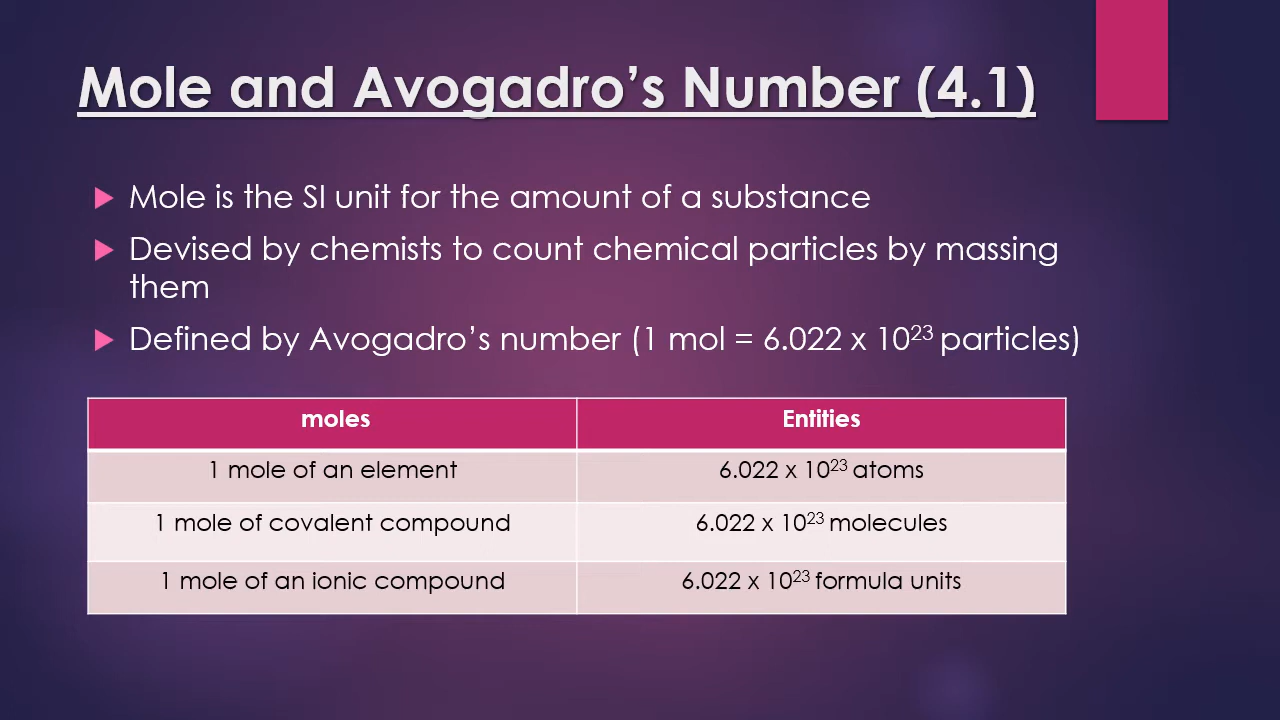 Mole and Avogadro’s Number (4.1)
Mole is the SI unit for the amount of a substance
Devised by chemists to count chemical particles by massing
them
Defined by Avogadro’s number (1 mol = 6.022 x 10²³ particles)
moles Entities
1 mole of an element 6.022 x 10²³ atoms
1 mole of covalent compound 6.022 x 10²³ molecules
1 mole of an ionic compound 6.022 x 10²³ formula units